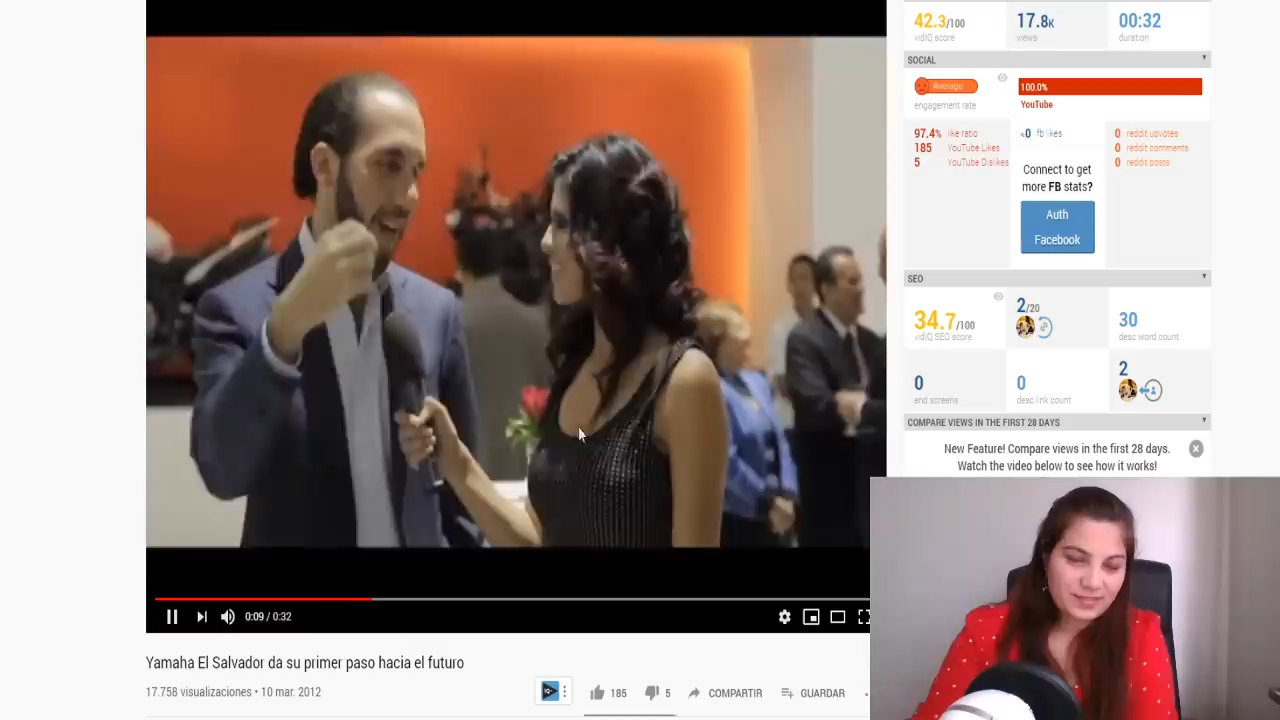 42.3/100
vidIQ score
17.8K
views
00:32
duration
SOCIAL
Average
engagement rate
100.0%
YouTube
97.4% like ratio
185 YouTube Likes
5 YouTube Dislikes
0 fb likes
Connect to get
more FB stats?
Auth
Facebook
0 reddit upvotes
0 reddit comments
0 reddit posts
SEO
34.7/100
vidIQ SEO score
2/20
30
desc word count
0
end screens
0
desc link count
2
COMPARE VIEWS IN THE FIRST 28 DAYS
New Feature! Compare views in the first 28 days.
Watch the video below to see how it works!
0:09 / 0:32
Yamaha El Salvador da su primer paso hacia el futuro
17.758 visualizaciones • 10 mar. 2012
185
5
COMPARTIR
GUARDAR